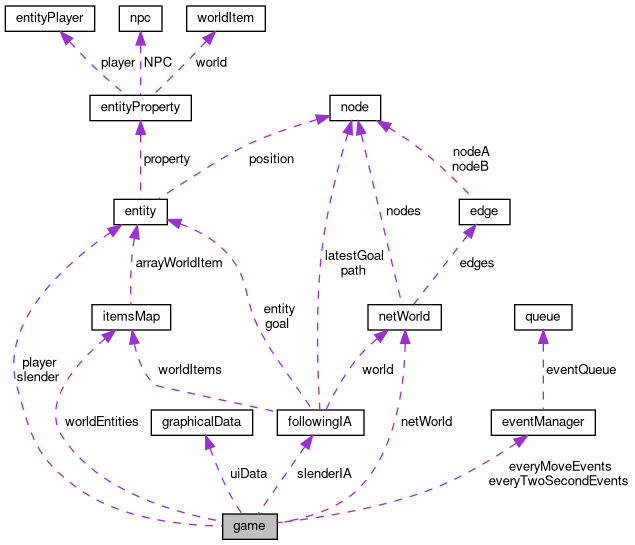 entityPlayer
npc
worldItem
player
NPC
world
entityProperty
node
property
position
nodeA
nodeB
nodes
entity
edge
arrayWorldItem
latestGoal
path
edges
entity
goal
itemsMap
netWorld
queue
player
slender
worldItems
world
eventQueue
worldEntities
graphicalData
followingIA
netWorld
eventManager
uiData
slenderIA
everyMoveEvents
everyTwoSecondEvents
game